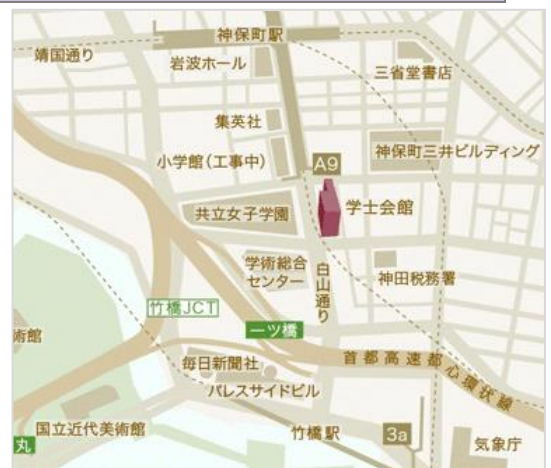 神保町駅
靖国通り
岩波ホール
三省堂書店
集英社
神保町三井ビルディング
小学館(工事中)
A9
学士会館
共立女子学園
学術総合
センター
白山通り
神田税務署
竹橋JCT
一ツ橋
術館
毎日新聞社
首都高速都心環状線
パレスサイドビル
国立近代美術館
竹橋駅
3a
丸
気象庁